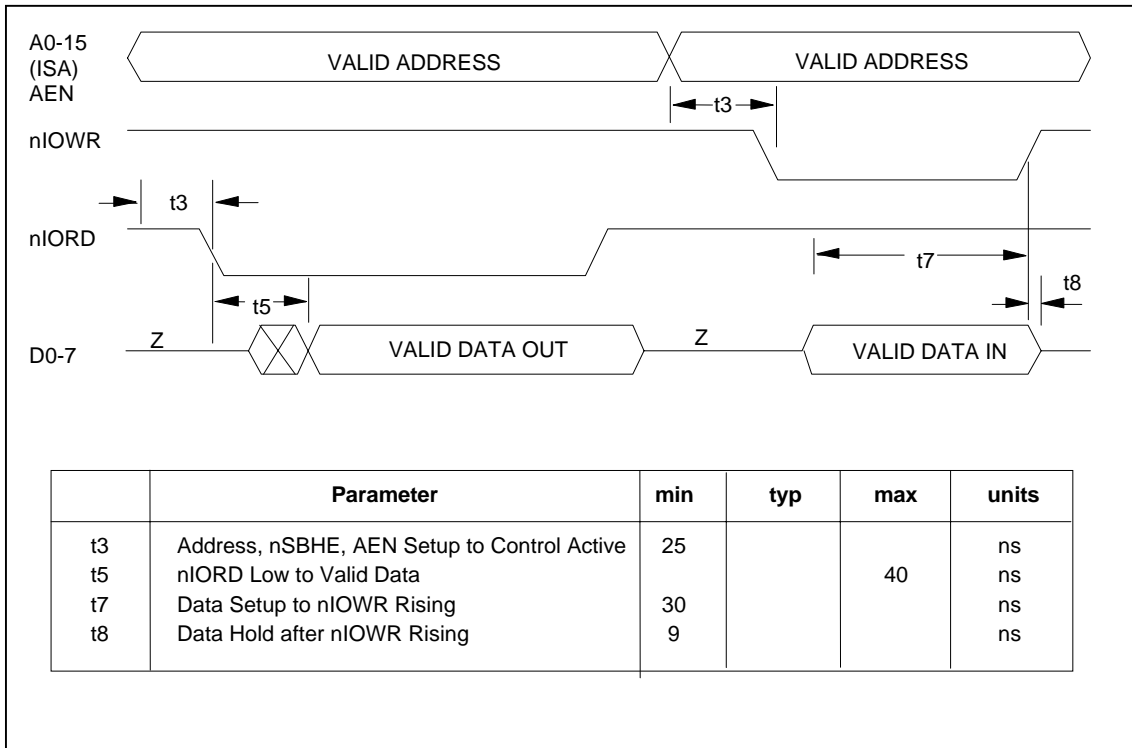 A0-15
(ISA)
AEN
VALID ADDRESS
VALID ADDRESS
t3
nIOWR
t3
nIORD
t7
t8
t5
Z
Z
D0-7
VALID DATA OUT
VALID DATA IN
Parameter min typ max units
t3 Address, nSBHE, AEN Setup to Control Active 25 ns
t5 nIORD Low to Valid Data 40 ns
t7 Data Setup to nIOWR Rising 30 ns
t8 Data Hold after nIOWR Rising 9 ns